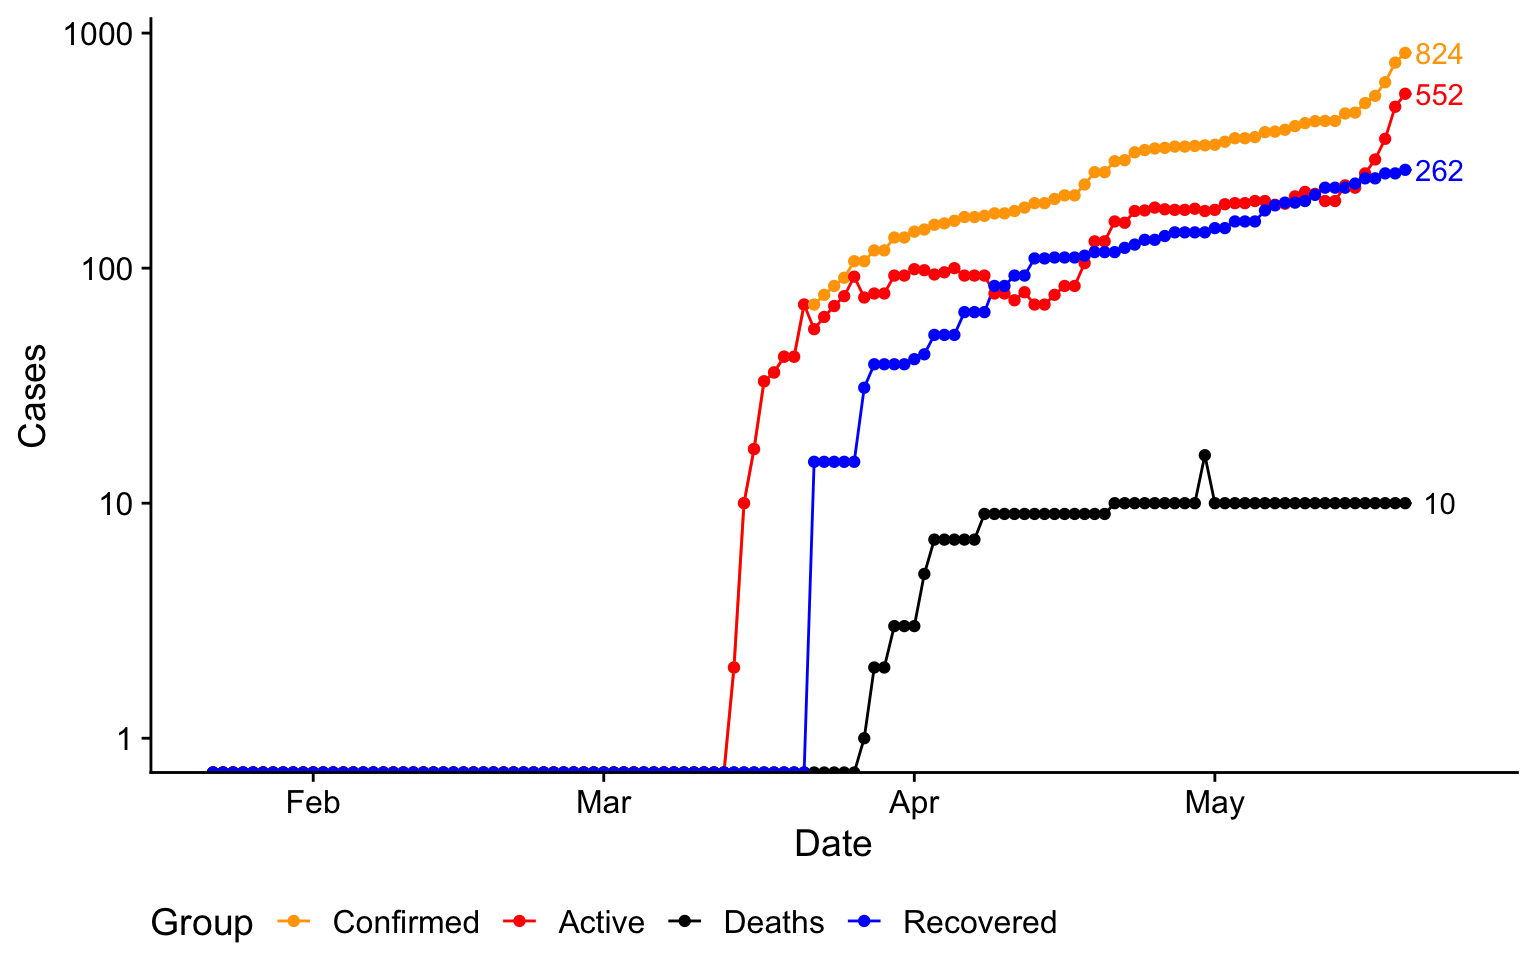 1000
100
10
1
Cases
824
552
262
10
Feb Mar Apr May
Date
Group Confirmed Active Deaths Recovered